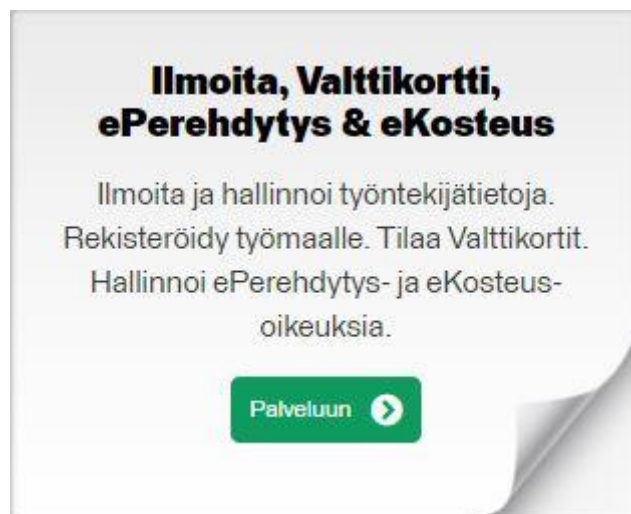 Ilmoita, Valttikortti,
ePerehdytys & eKosteus
Ilmoita ja hallinnoi työntekijätietoja.
Rekisteröidy työmaalle. Tilaa Valttikortit.
Hallinnoi ePerehdytys- ja eKosteus-
oikeuksia.
Palveluun